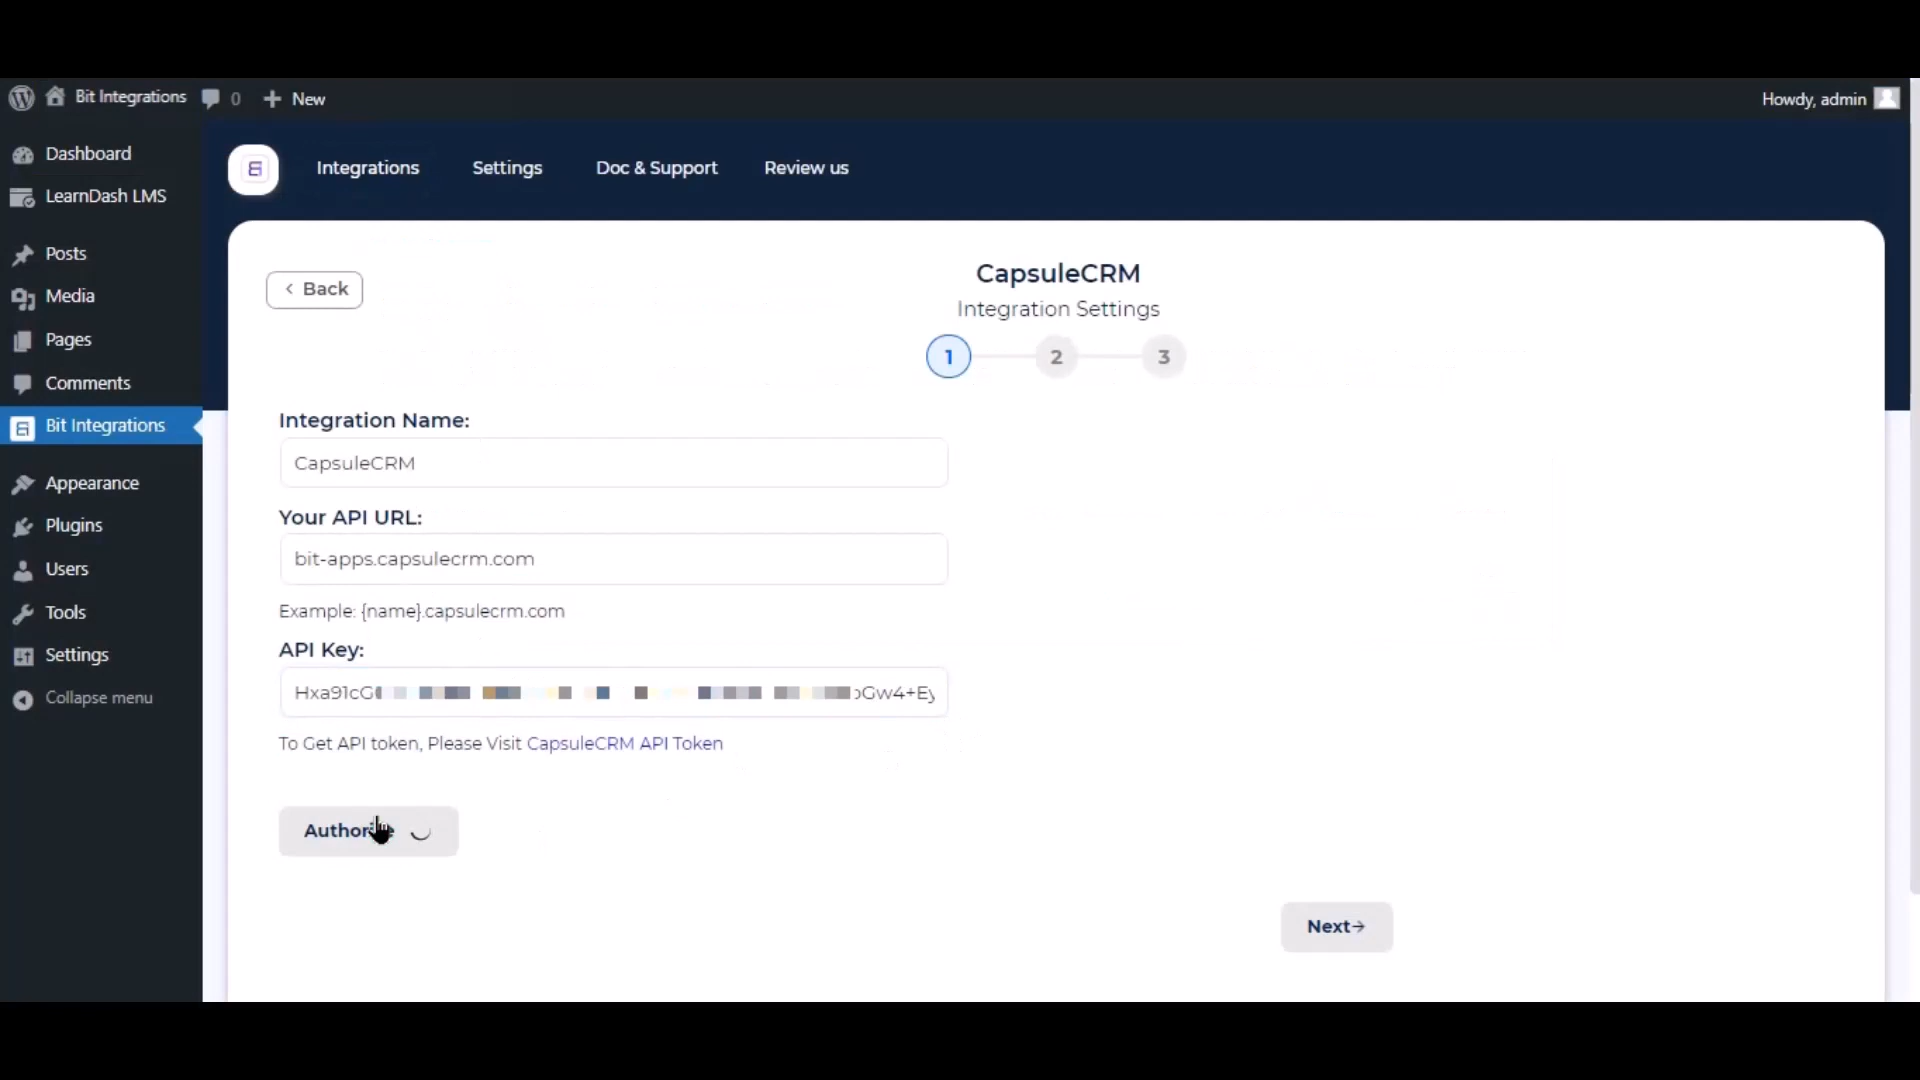 Bit Integrations 0 New Howdy, admin
Dashboard
LearnDash LMS
Posts
Media
Pages
Comments
Bit Integrations
Appearance
Plugins
Users
Tools
Settings
Collapse menu
Integrations Settings Doc & Support Review us
Back
CapsuleCRM
Integration Settings
1 2 3
Integration Name:
CapsuleCRM
Your API URL:
bit-apps.capsulecrm.com
Example: {name}.capsulecrm.com
API Key:
To Get API token, Please Visit CapsuleCRM API Token
Next→